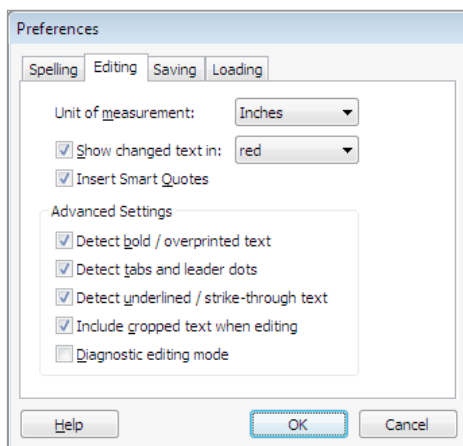 Preferences
Spelling Editing Saving Loading
Unit of measurement: Inches
Show changed text in: red
Insert Smart Quotes
Advanced Settings
Detect bold / overprinted text
Detect tabs and leader dots
Detect underlined / strike-through text
Include cropped text when editing
Diagnostic editing mode
Help OK Cancel